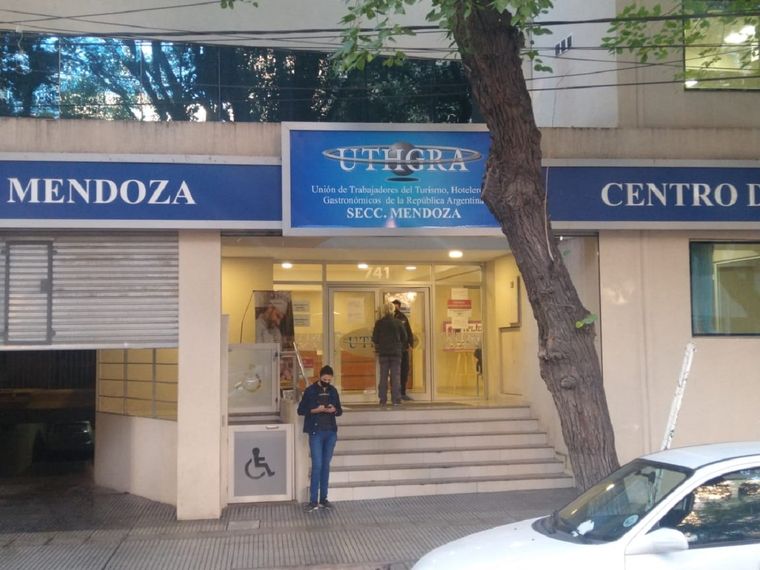 MENDOZA
UTHGRA
Unión de Trabajadores del Turismo, Hoteleros
Gastronómicos de la República Argentina
SECC. MENDOZA
CENTRO D
741